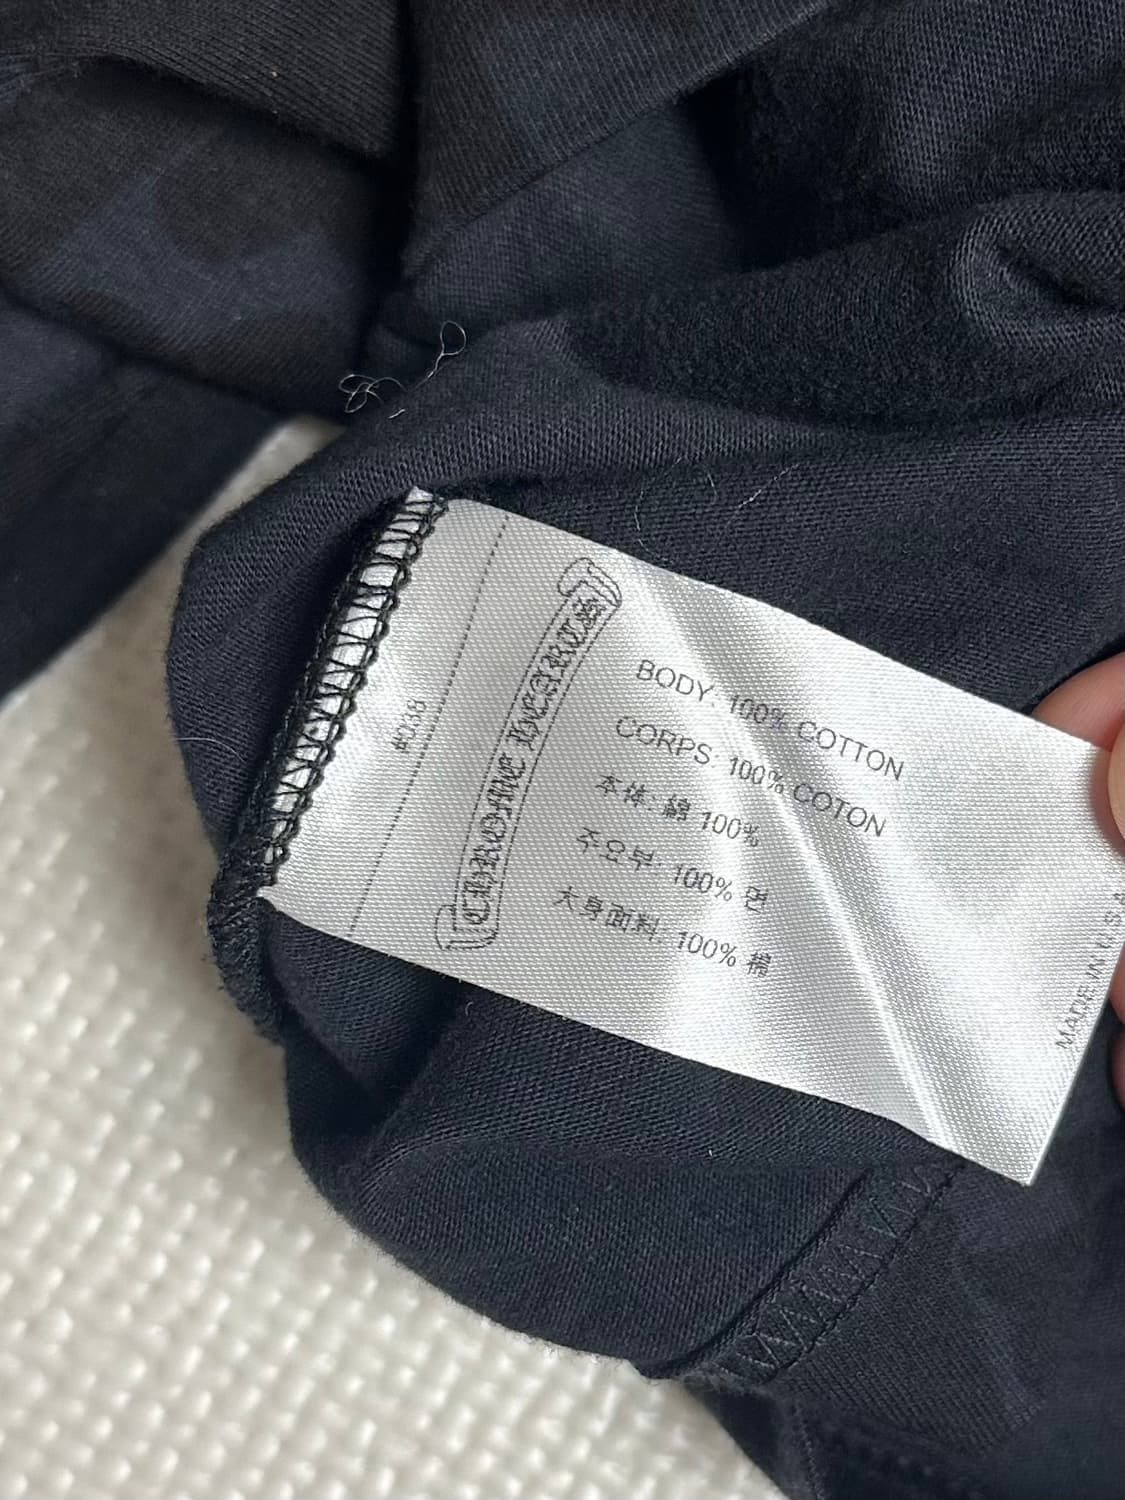 #038
CHROME HEARTS
BODY: 100% COTTON
CORPS: 100% COTON
本体: 綿 100%
주요부: 100% 면
大身面料: 100% 棉
MADE IN U.S.A